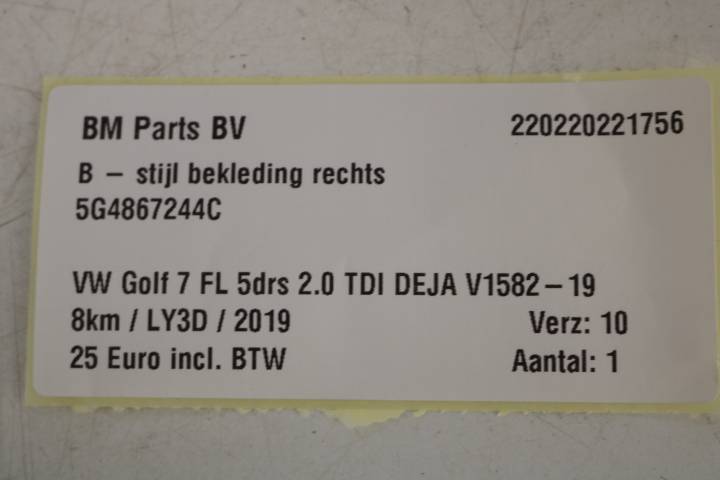 BM Parts BV 220220221756
B – stijl bekleding rechts
5G4867244C
VW Golf 7 FL 5drs 2.0 TDI DEJA V1582–19
8km / LY3D / 2019 Verz: 10
25 Euro incl. BTW Aantal: 1